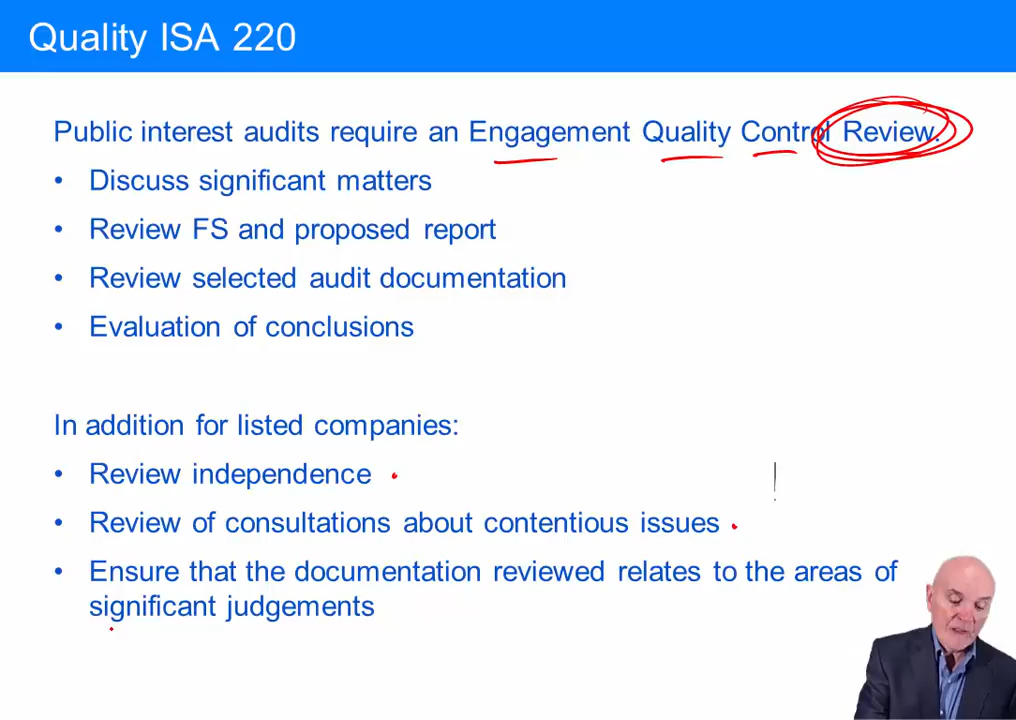 Quality ISA 220
Public interest audits require an Engagement Quality Control Review.
• Discuss significant matters
• Review FS and proposed report
• Review selected audit documentation
• Evaluation of conclusions
In addition for listed companies:
• Review independence
• Review of consultations about contentious issues
• Ensure that the documentation reviewed relates to the areas of
significant judgements